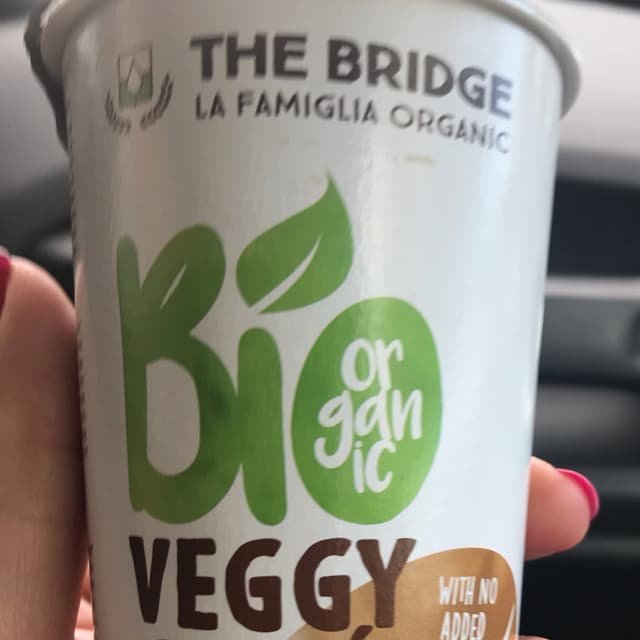 THE BRIDGE
LA FAMIGLIA ORGANIC
Bio
or
gan
ic
VEGGY
WITH NO
ADDED